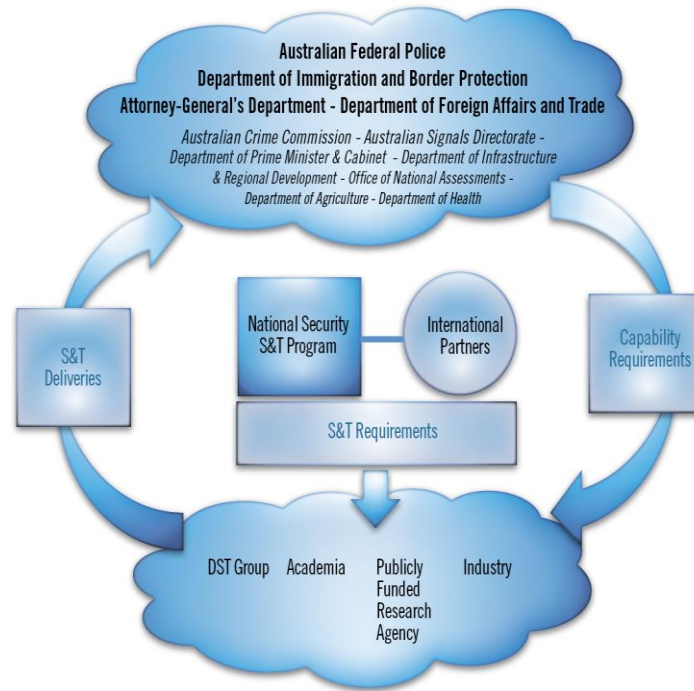 Australian Federal Police
Department of Immigration and Border Protection
Attorney-General's Department - Department of Foreign Affairs and Trade
Australian Crime Commission - Australian Signals Directorate -
Department of Prime Minister & Cabinet - Department of Infrastructure
& Regional Development - Office of National Assessments -
Department of Agriculture - Department of Health
S&T
Deliveries
National Security
S&T Program
International
Partners
Capability
Requirements
S&T Requirements
DST Group
Academia
Publicly
Funded
Research
Agency
Industry